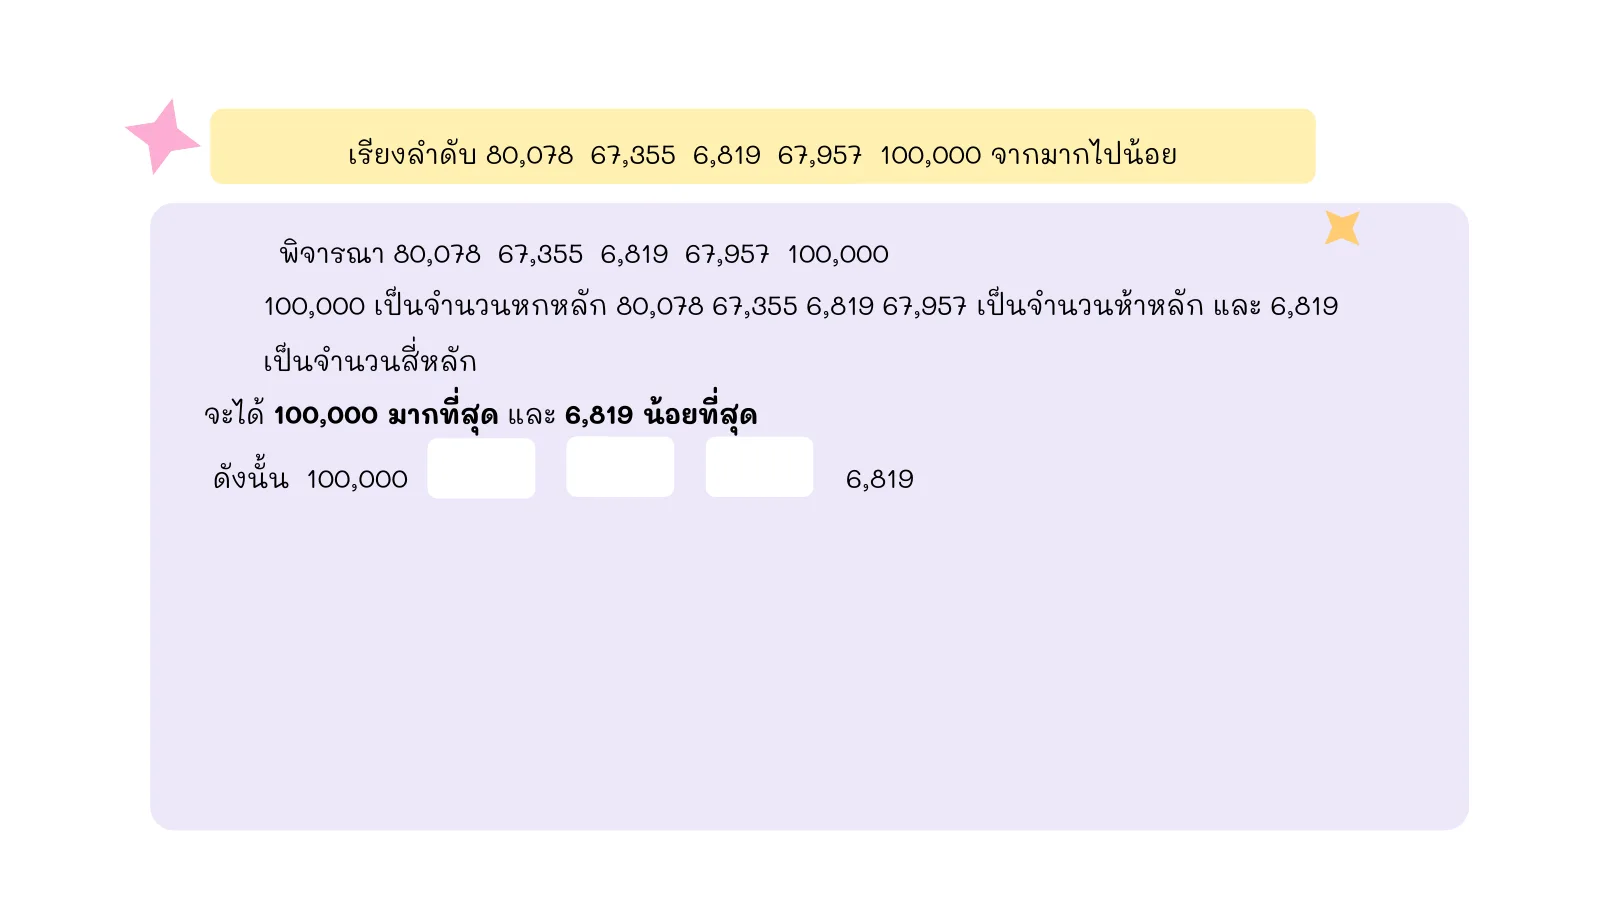 เรียงลำดับ 80,078 67,355 6,819 67,957 100,000 จากมากไปน้อย
พิจารณา 80,078 67,355 6,819 67,957 100,000
100,000 เป็นจำนวนหกหลัก 80,078 67,355 6,819 67,957 เป็นจำนวนห้าหลัก และ 6,819
เป็นจำนวนสี่หลัก
จะได้ 100,000 มากที่สุด และ 6,819 น้อยที่สุด
ดังนั้น 100,000 6,819